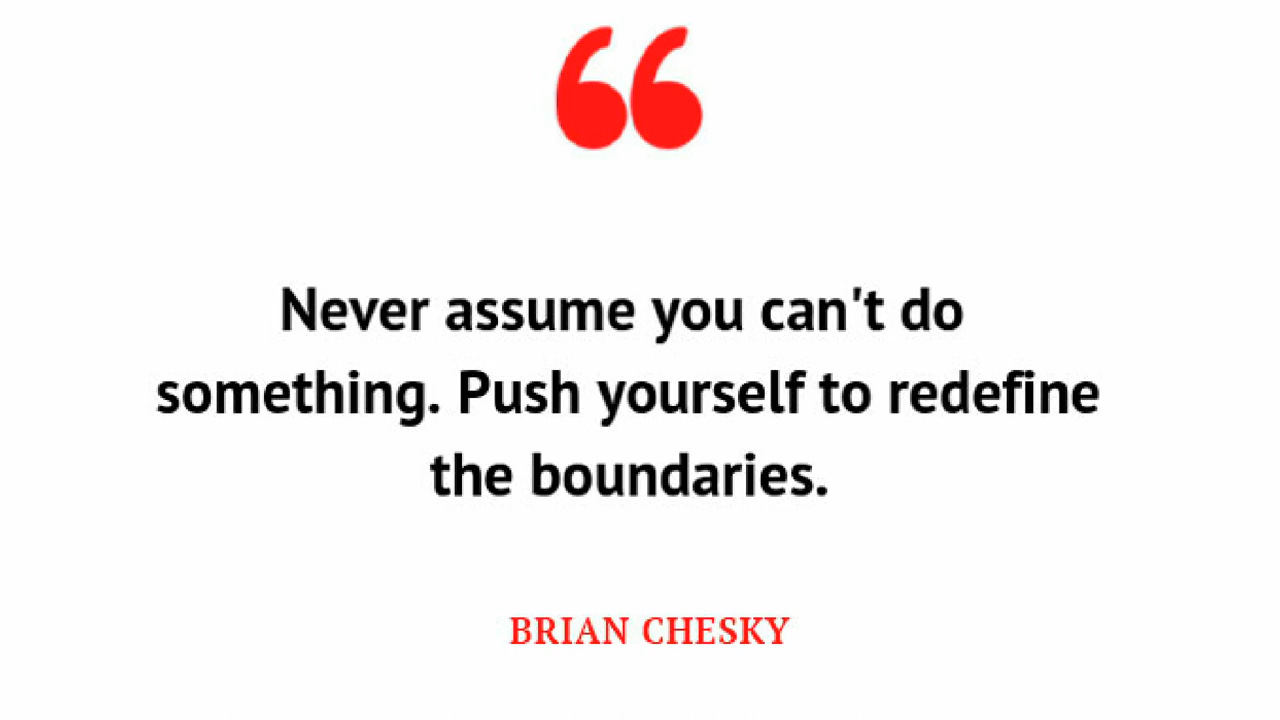 “
Never assume you can't do
something. Push yourself to redefine
the boundaries.
BRIAN CHESKY